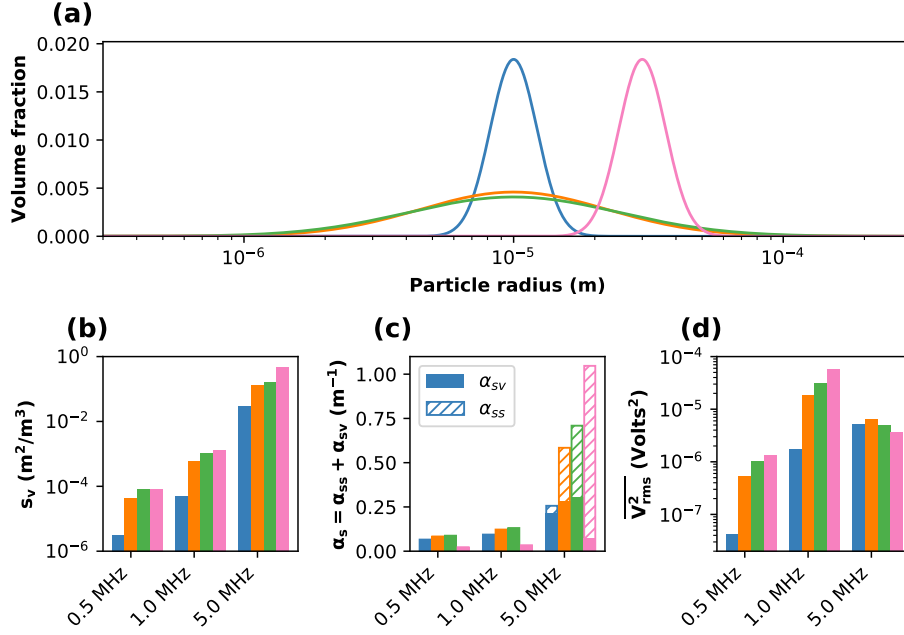 (a)
0.020
0.015
0.010
0.005
0.000
Volume fraction
10⁻⁶
10⁻⁵
10⁻⁴
Particle radius (m)
(b)
10⁰
10⁻²
10⁻⁴
10⁻⁶
sᵥ (m²/m³)
0.5 MHz
1.0 MHz
5.0 MHz
(c)
1.00
0.75
0.50
0.25
0.00
αₛ = αₛₛ + αₛᵥ (m⁻¹)
αₛᵥ
αₛₛ
0.5 MHz
1.0 MHz
5.0 MHz
(d)
10⁻⁴
10⁻⁵
10⁻⁶
10⁻⁷
V²rms (Volts²)
0.5 MHz
1.0 MHz
5.0 MHz